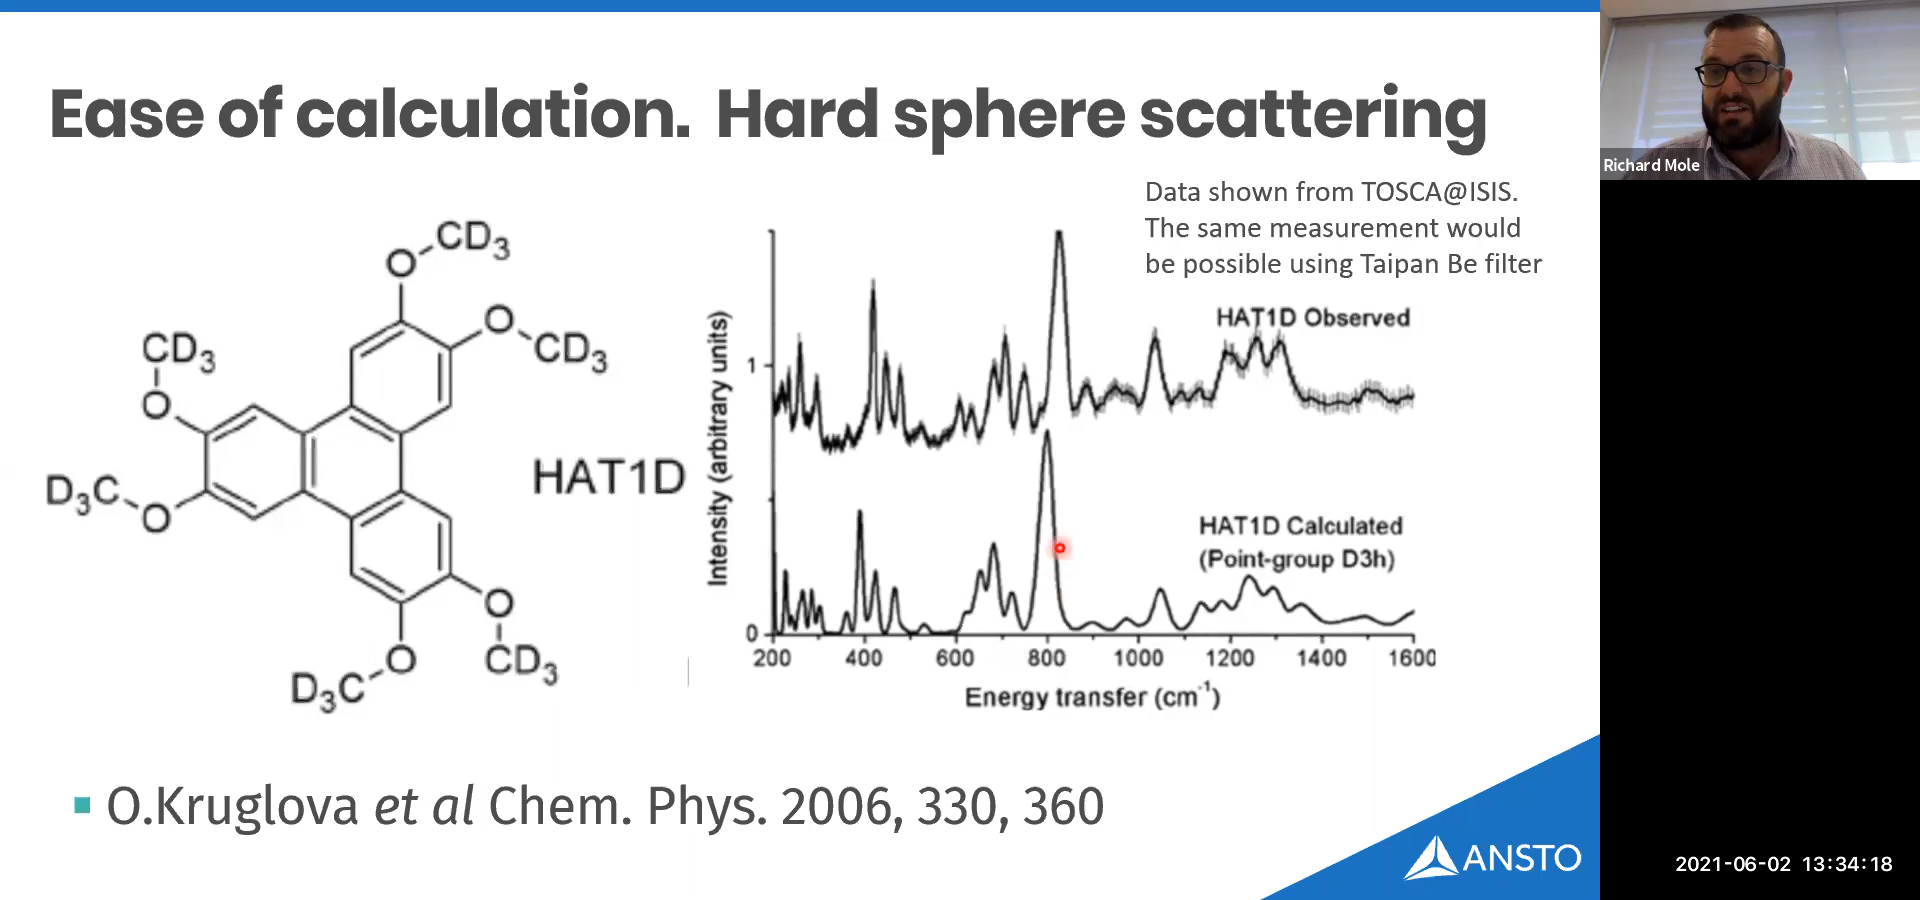 Ease of calculation. Hard sphere scattering
Data shown from TOSCA@ISIS.
The same measurement would
be possible using Taipan Be filter
CD3
O
O
CD3
CD3
O
HAT1D
D3C
O
O
D3C
O
CD3
Intensity (arbitrary units)
1
0
HAT1D Observed
HAT1D Calculated
(Point-group D3h)
200 400 600 800 1000 1200 1400 1600
Energy transfer (cm⁻¹)
O.Kruglova et al Chem. Phys. 2006, 330, 360
ANSTO
Richard Mole
2021-06-02 13:34:18